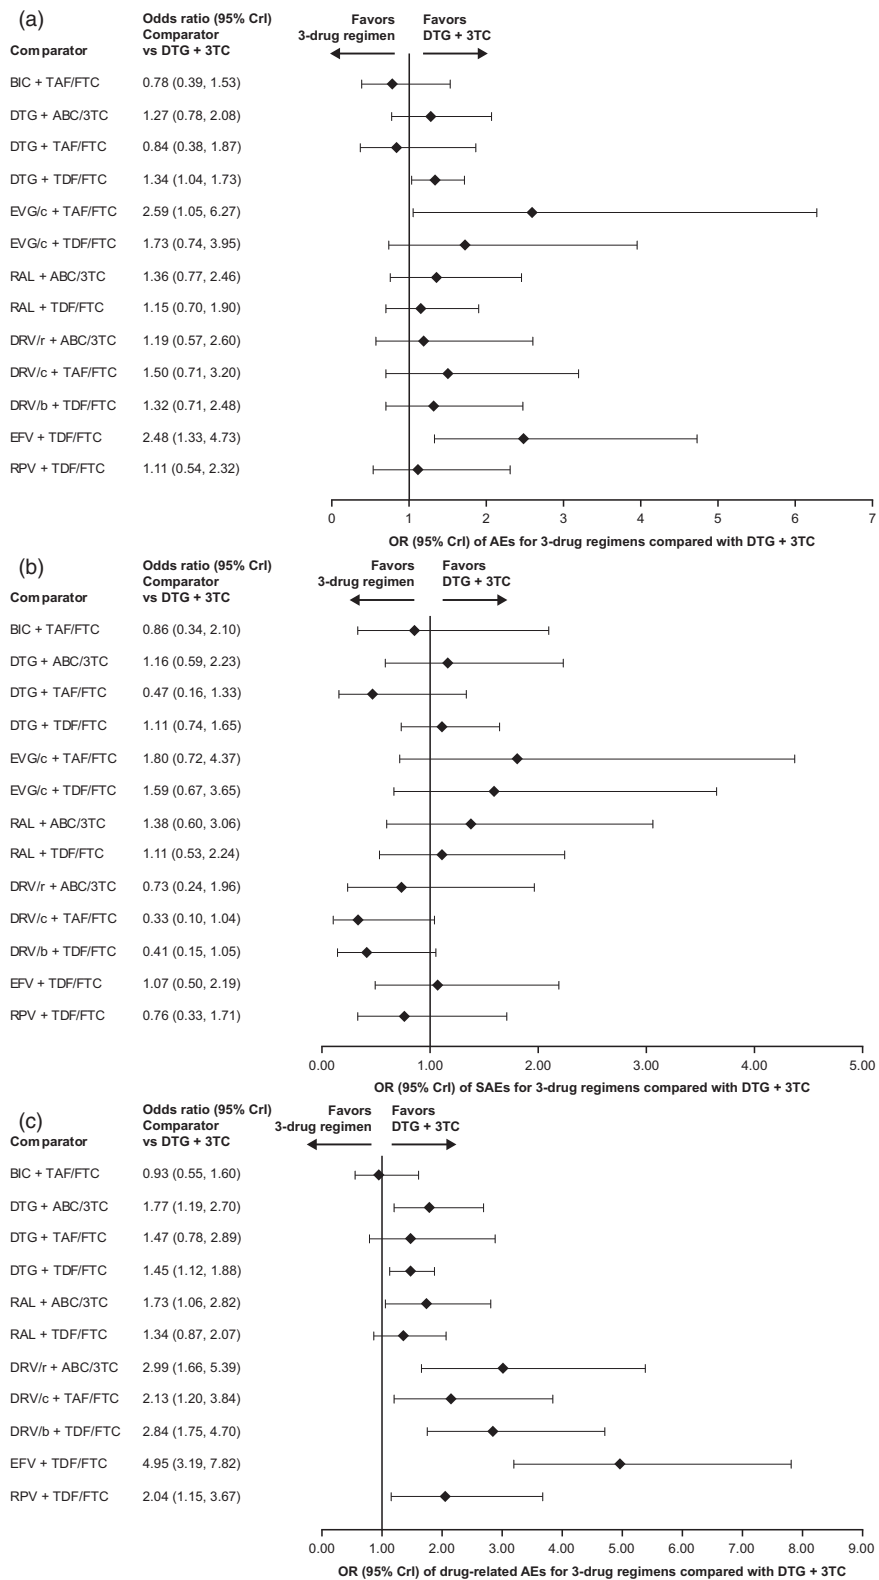 (a)
Odds ratio (95% CrI)
Comparator
Comparator vs DTG + 3TC
Favors
3-drug regimen
Favors
DTG + 3TC
BIC + TAF/FTC 0.78 (0.39, 1.53)
DTG + ABC/3TC 1.27 (0.78, 2.08)
DTG + TAF/FTC 0.84 (0.38, 1.87)
DTG + TDF/FTC 1.34 (1.04, 1.73)
EVG/c + TAF/FTC 2.59 (1.05, 6.27)
EVG/c + TDF/FTC 1.73 (0.74, 3.95)
RAL + ABC/3TC 1.36 (0.77, 2.46)
RAL + TDF/FTC 1.15 (0.70, 1.90)
DRV/r + ABC/3TC 1.19 (0.57, 2.60)
DRV/c + TAF/FTC 1.50 (0.71, 3.20)
DRV/b + TDF/FTC 1.32 (0.71, 2.48)
EFV + TDF/FTC 2.48 (1.33, 4.73)
RPV + TDF/FTC 1.11 (0.54, 2.32)
0 1 2 3 4 5 6 7
OR (95% CrI) of AEs for 3-drug regimens compared with DTG + 3TC
(b)
Odds ratio (95% CrI)
Comparator
Comparator vs DTG + 3TC
Favors
3-drug regimen
Favors
DTG + 3TC
BIC + TAF/FTC 0.86 (0.34, 2.10)
DTG + ABC/3TC 1.16 (0.59, 2.23)
DTG + TAF/FTC 0.47 (0.16, 1.33)
DTG + TDF/FTC 1.11 (0.74, 1.65)
EVG/c + TAF/FTC 1.80 (0.72, 4.37)
EVG/c + TDF/FTC 1.59 (0.67, 3.65)
RAL + ABC/3TC 1.38 (0.60, 3.06)
RAL + TDF/FTC 1.11 (0.53, 2.24)
DRV/r + ABC/3TC 0.73 (0.24, 1.96)
DRV/c + TAF/FTC 0.33 (0.10, 1.04)
DRV/b + TDF/FTC 0.41 (0.15, 1.05)
EFV + TDF/FTC 1.07 (0.50, 2.19)
RPV + TDF/FTC 0.76 (0.33, 1.71)
0.00 1.00 2.00 3.00 4.00 5.00
OR (95% CrI) of SAEs for 3-drug regimens compared with DTG + 3TC
(c)
Odds ratio (95% CrI)
Comparator
Comparator vs DTG + 3TC
Favors
3-drug regimen
Favors
DTG + 3TC
BIC + TAF/FTC 0.93 (0.55, 1.60)
DTG + ABC/3TC 1.77 (1.19, 2.70)
DTG + TAF/FTC 1.47 (0.78, 2.89)
DTG + TDF/FTC 1.45 (1.12, 1.88)
RAL + ABC/3TC 1.73 (1.06, 2.82)
RAL + TDF/FTC 1.34 (0.87, 2.07)
DRV/r + ABC/3TC 2.99 (1.66, 5.39)
DRV/c + TAF/FTC 2.13 (1.20, 3.84)
DRV/b + TDF/FTC 2.84 (1.75, 4.70)
EFV + TDF/FTC 4.95 (3.19, 7.82)
RPV + TDF/FTC 2.04 (1.15, 3.67)
0.00 1.00 2.00 3.00 4.00 5.00 6.00 7.00 8.00 9.00
OR (95% CrI) of drug-related AEs for 3-drug regimens compared with DTG + 3TC